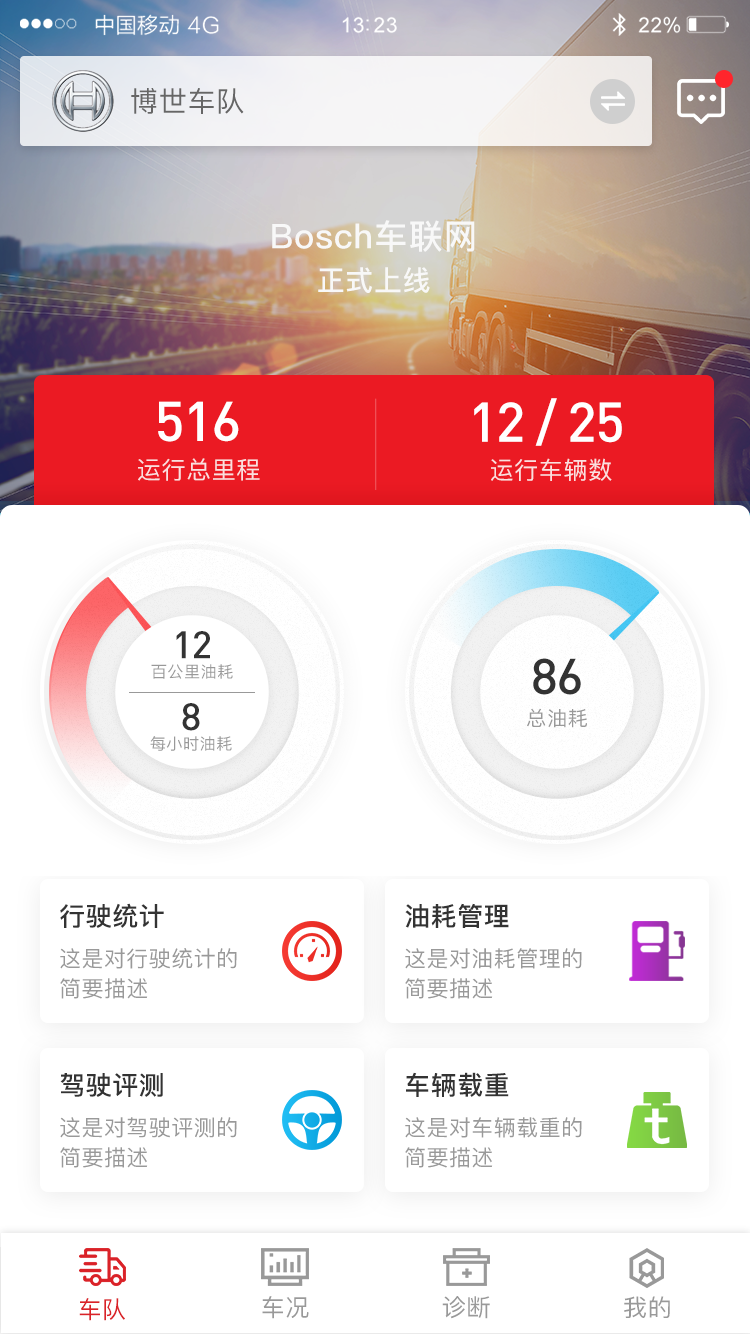 中国移动 4G
13:23
22%
博世车队
Bosch车联网
正式上线
516
运行总里程
12 / 25
运行车辆数
12
百公里油耗
8
每小时油耗
86
总油耗
行驶统计
这是对行驶统计的
简要描述
油耗管理
这是对油耗管理的
简要描述
驾驶评测
这是对驾驶评测的
简要描述
车辆载重
这是对车辆载重的
简要描述
t
车队
车况
诊断
我的